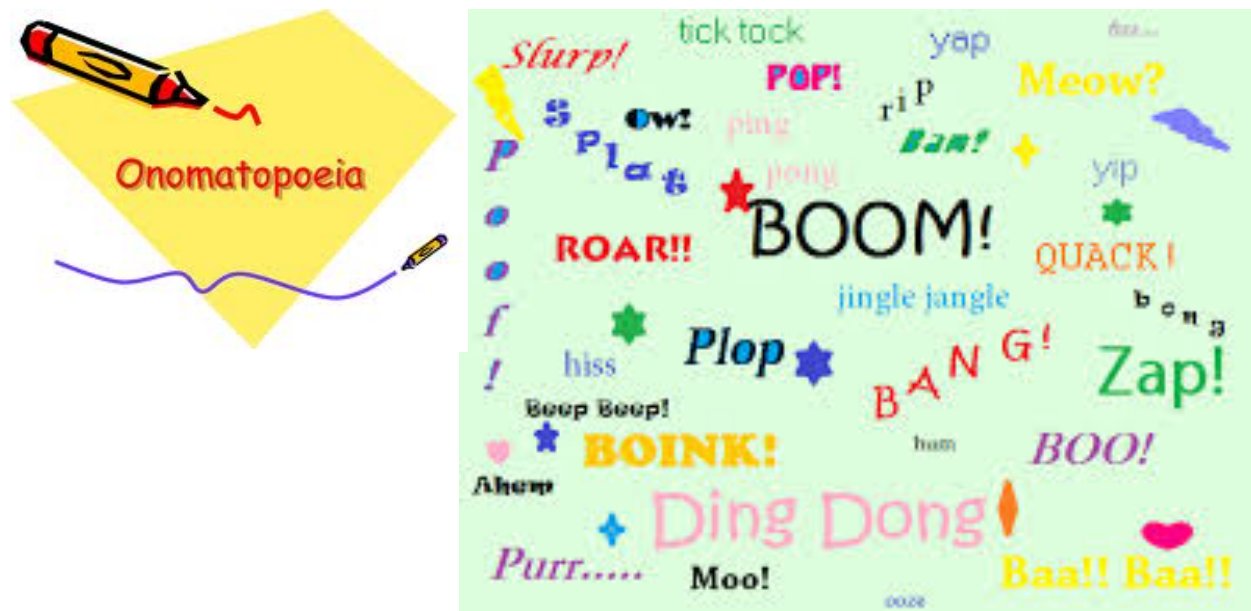 Onomatopoeia
tick tock
Slurp!
yap
POP!
Meow?
rip
Splat
Ow!
ping
pong
Bam!
yip
Poof!
BOOM!
ROAR!!
QUACK!
jingle jangle
bong
Plop
BANG!
hiss
Zap!
Beep Beep!
BOINK!
hum
BOO!
Ahem
Ding Dong
Purr.....
Moo!
Baa!! Baa!!
ooze